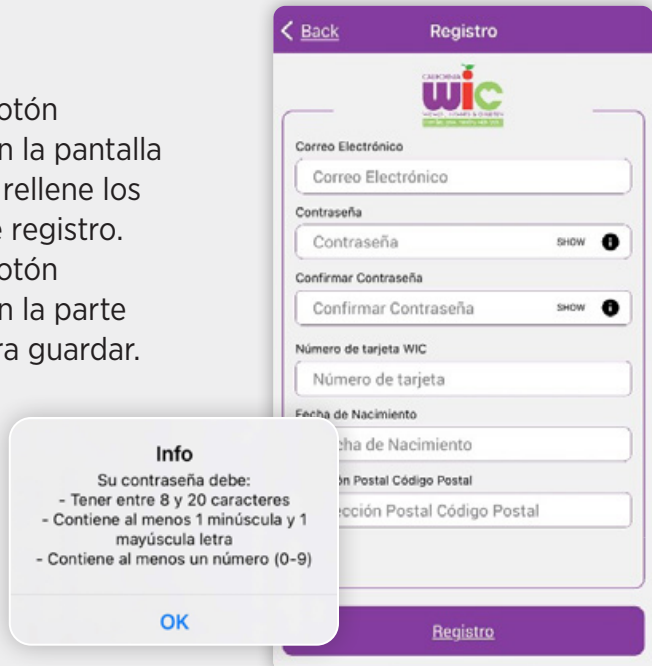 otón
n la pantalla
rellene los
e registro.
otón
n la parte
ra guardar.
Back
Registro
CALIFORNIA
WIC
Correo Electrónico
Correo Electrónico
Contraseña
Contraseña SHOW
Confirmar Contraseña
Confirmar Contraseña SHOW
Número de tarjeta WIC
Número de tarjeta
Fecha de Nacimiento
cha de Nacimiento
ón Postal Código Postal
cción Postal Código Postal
Registro
Info
Su contraseña debe:
- Tener entre 8 y 20 caracteres
- Contiene al menos 1 minúscula y 1
mayúscula letra
- Contiene al menos un número (0-9)
OK